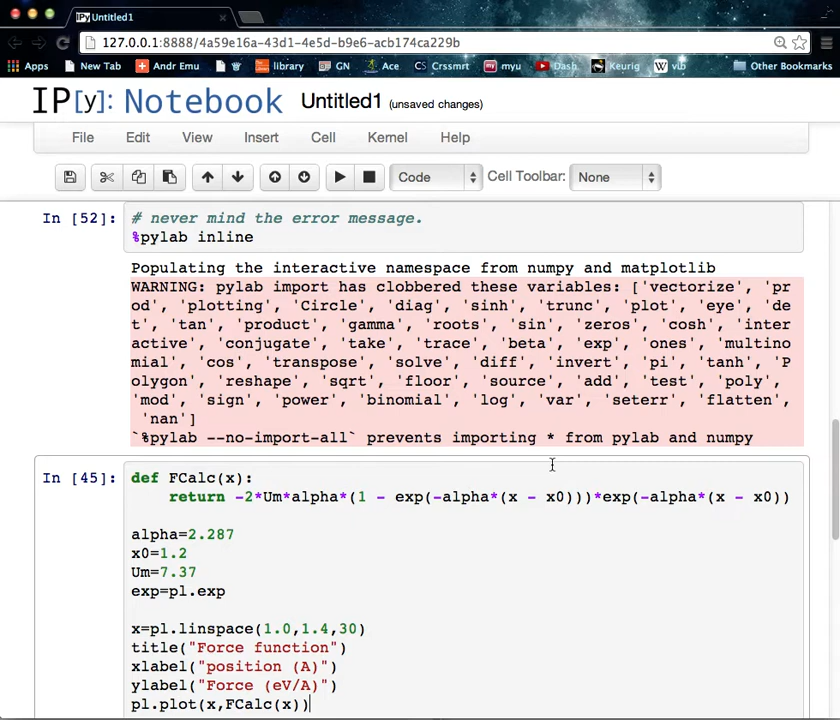 IPy Untitled1
127.0.0.1:8888/4a59e16a-43d1-4e5d-b9e6-acb174ca229b
Apps New Tab Andr Emu library GN Ace Crssmrt myu Dash Keurig vlb Other Bookmarks
IP[y]: Notebook Untitled1 (unsaved changes)
File Edit View Insert Cell Kernel Help
Code Cell Toolbar: None
In [52]: # never mind the error message.
%pylab inline
Populating the interactive namespace from numpy and matplotlib
WARNING: pylab import has clobbered these variables: ['vectorize', 'pr
od', 'plotting', 'Circle', 'diag', 'sinh', 'trunc', 'plot', 'eye', 'de
t', 'tan', 'product', 'gamma', 'roots', 'sin', 'zeros', 'cosh', 'inter
active', 'conjugate', 'take', 'trace', 'beta', 'exp', 'ones', 'multino
mial', 'cos', 'transpose', 'solve', 'diff', 'invert', 'pi', 'tanh', 'P
olygon', 'reshape', 'sqrt', 'floor', 'source', 'add', 'test', 'poly',
'mod', 'sign', 'power', 'binomial', 'log', 'var', 'seterr', 'flatten',
'nan']
`%pylab --no-import-all` prevents importing * from pylab and numpy
In [45]: def FCalc(x):
return -2*Um*alpha*(1 - exp(-alpha*(x - x0)))*exp(-alpha*(x - x0))
alpha=2.287
x0=1.2
Um=7.37
exp=pl.exp
x=pl.linspace(1.0,1.4,30)
title("Force function")
xlabel("position (A)")
ylabel("Force (eV/A)")
pl.plot(x,FCalc(x))